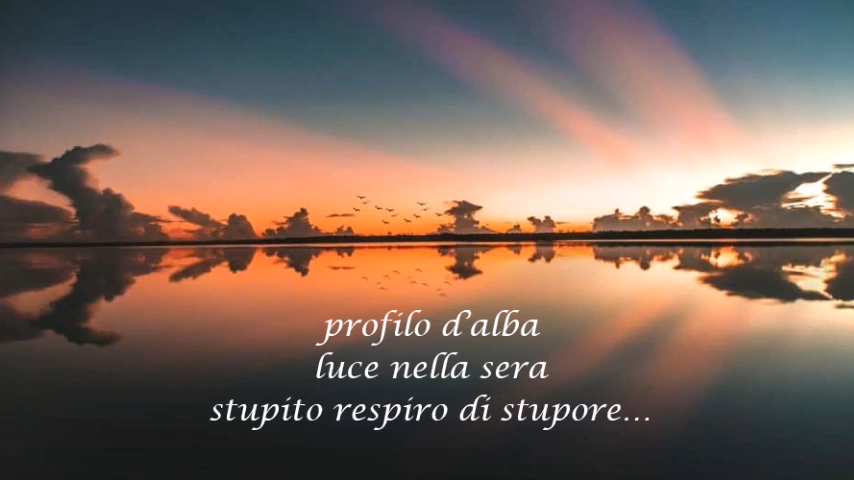 profilo d'alba
luce nella sera
stupito respiro di stupore...